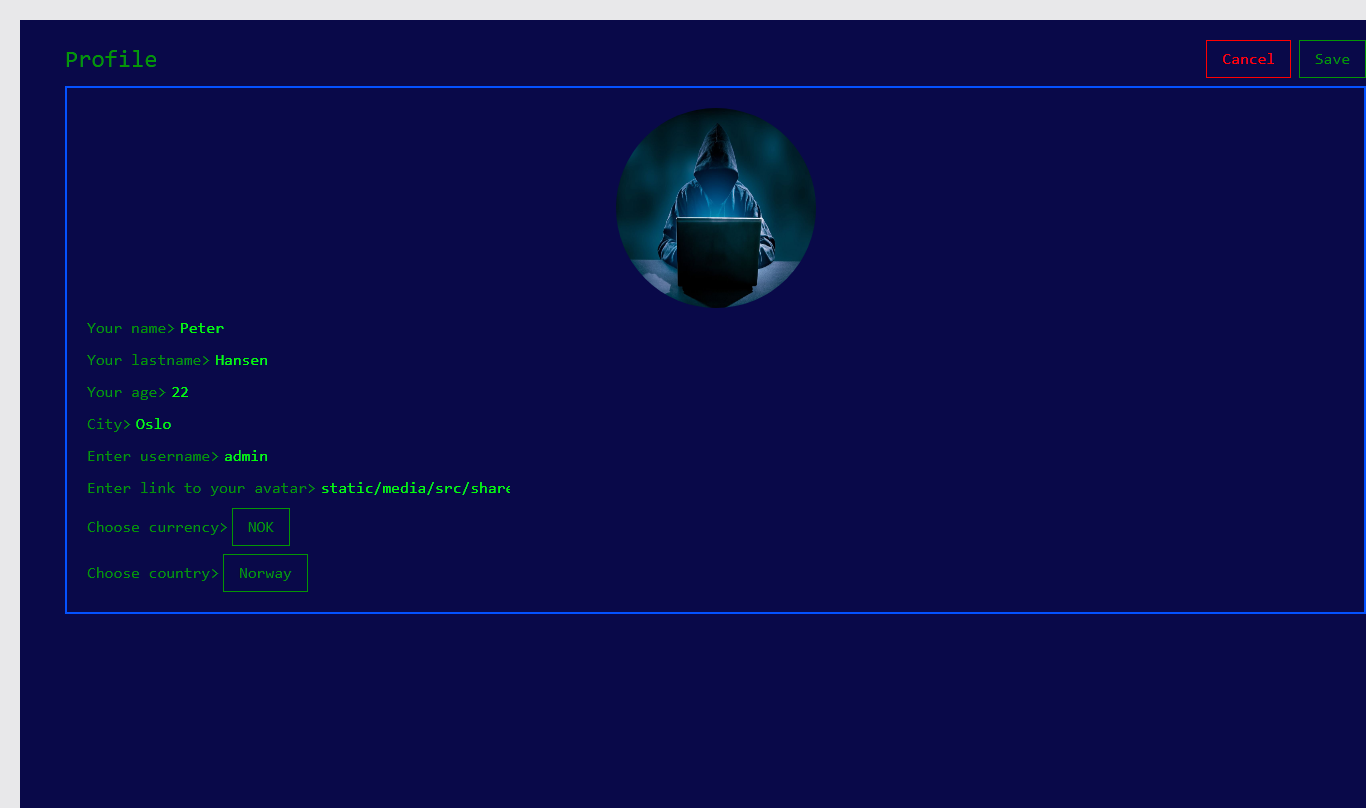 Profile
Cancel Save
Your name> Peter
Your lastname> Hansen
Your age> 22
City> Oslo
Enter username> admin
Enter link to your avatar> static/media/src/share
Choose currency> NOK
Choose country> Norway